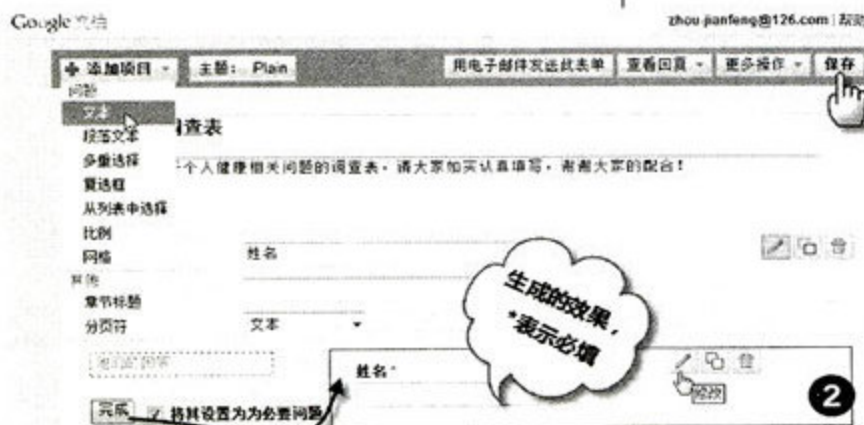 Google 文档
zhou.jianfeng@126.com | 帮助
添加项目 主题： Plain 用电子邮件发送此表单 查看回复 更多操作 保存
问题
文本
调查表
段落文本
多重选择
一个人健康相关问题的调查表，请大家如实认真填写，谢谢大家的配合！
复选框
从列表中选择
比例
网格
姓名
其他
章节标题
分页符
文本
生成的效果，
*表示必填
姓名*
修改
完成 将其设置为为必要问题
2